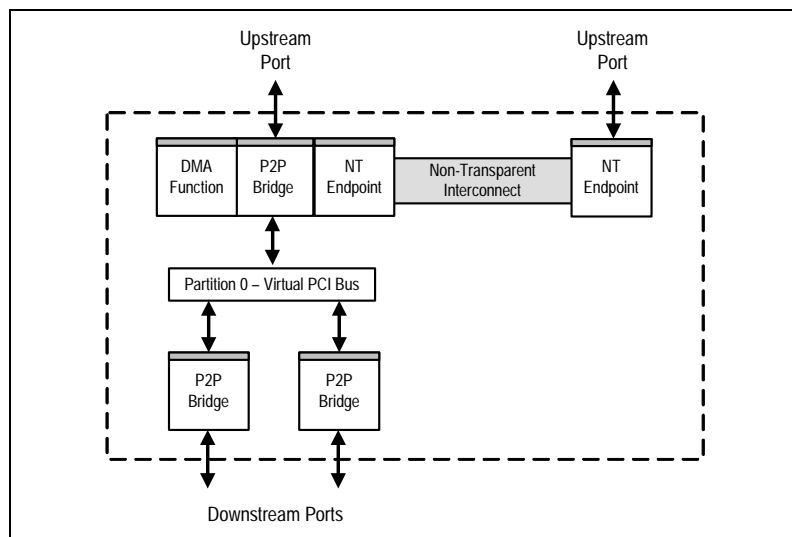 Upstream
Port
Upstream
Port
DMA
Function
P2P
Bridge
NT
Endpoint
Non-Transparent
Interconnect
NT
Endpoint
Partition 0 – Virtual PCI Bus
P2P
Bridge
P2P
Bridge
Downstream Ports